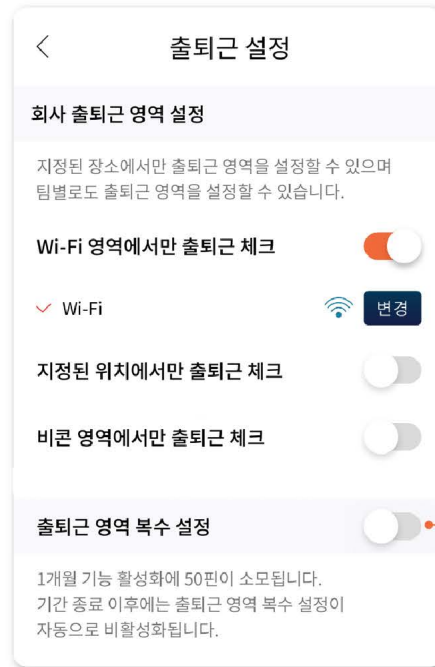 출퇴근 설정
회사 출퇴근 영역 설정
지정된 장소에서만 출퇴근 영역을 설정할 수 있으며
팀별로도 출퇴근 영역을 설정할 수 있습니다.
Wi-Fi 영역에서만 출퇴근 체크
Wi-Fi
변경
지정된 위치에서만 출퇴근 체크
비콘 영역에서만 출퇴근 체크
출퇴근 영역 복수 설정
1개월 기능 활성화에 50핀이 소모됩니다.
기간 종료 이후에는 출퇴근 영역 복수 설정이
자동으로 비활성화됩니다.